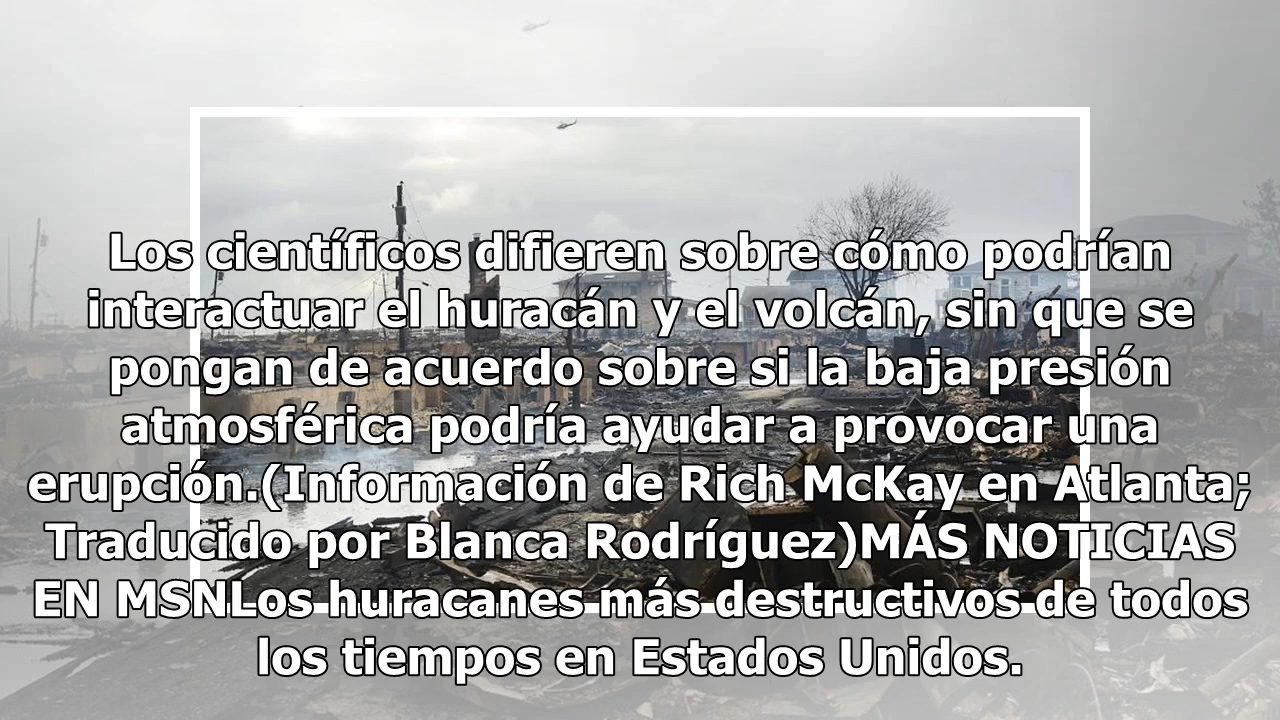 Los científicos difieren sobre cómo podrían
interactuar el huracán y el volcán, sin que se
pongan de acuerdo sobre si la baja presión
atmosférica podría ayudar a provocar una
erupción.(Información de Rich McKay en Atlanta;
Traducido por Blanca Rodríguez)MÁS NOTICIAS
EN MSNLos huracanes más destructivos de todos
los tiempos en Estados Unidos.